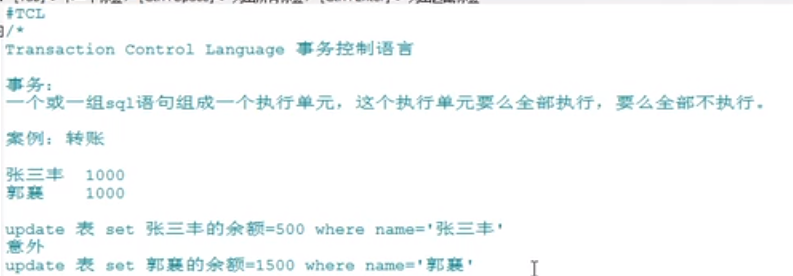 #TCL
/*
Transaction Control Language 事务控制语言
事务：
一个或一组sql语句组成一个执行单元，这个执行单元要么全部执行，要么全部不执行。
案例：转账
张三丰 1000
郭襄 1000
update 表 set 张三丰的余额=500 where name='张三丰'
意外
update 表 set 郭襄的余额=1500 where name='郭襄'